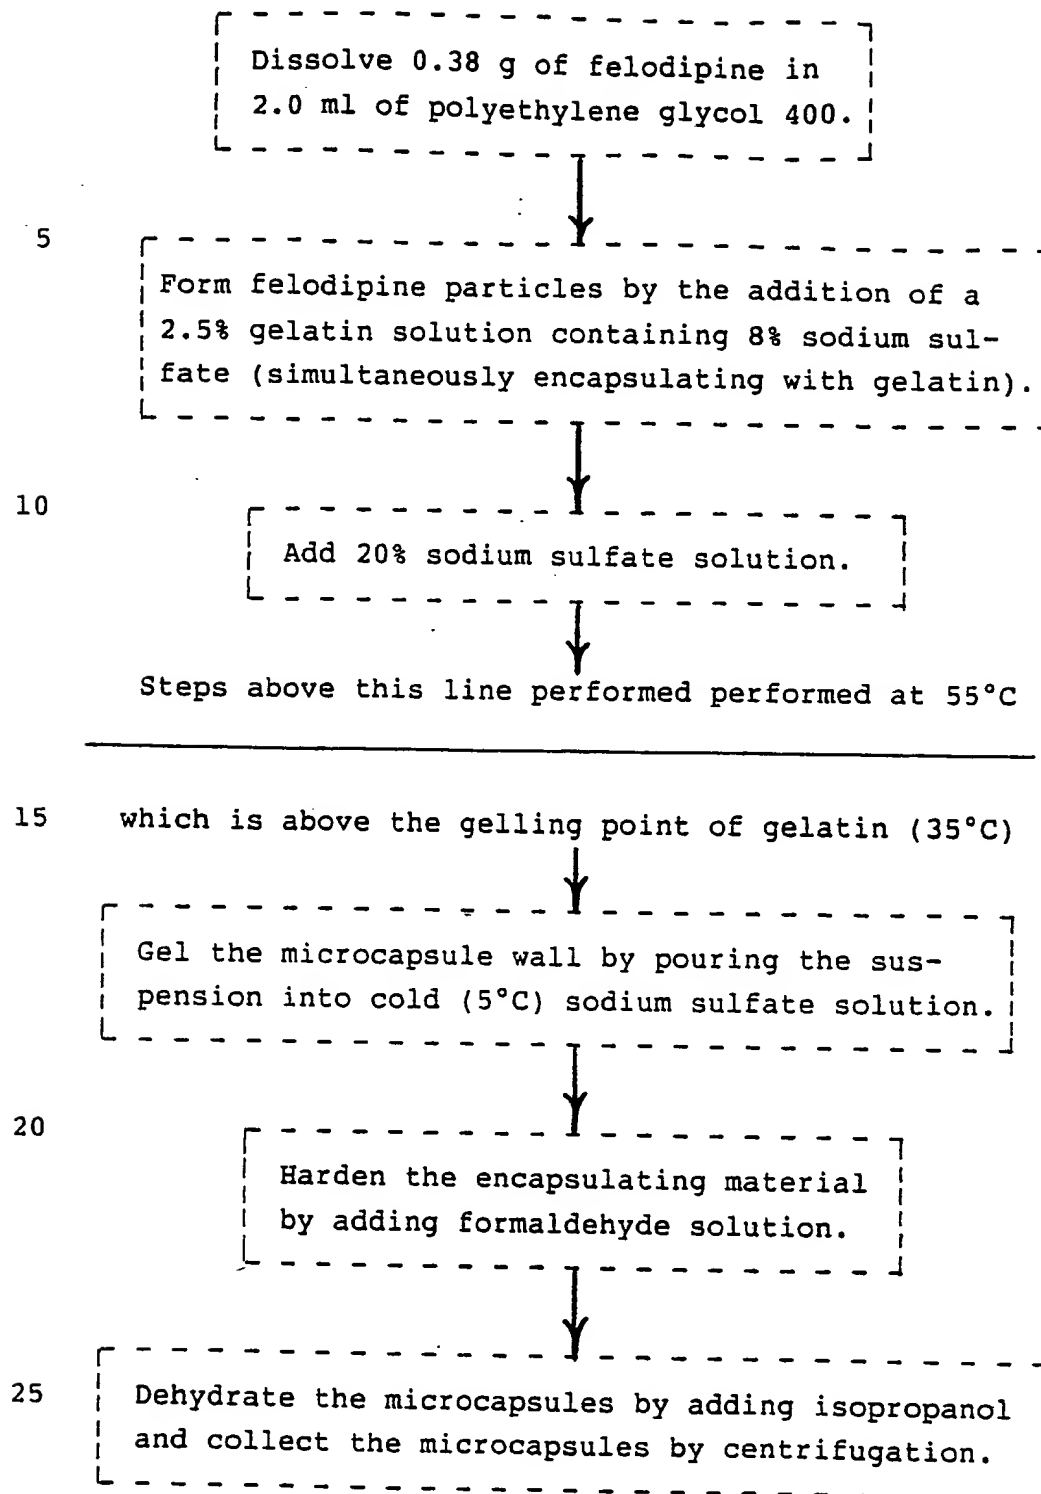 Dissolve 0.38 g of felodipine in
2.0 ml of polyethylene glycol 400.
5
Form felodipine particles by the addition of a
2.5% gelatin solution containing 8% sodium sul-
fate (simultaneously encapsulating with gelatin).
10
Add 20% sodium sulfate solution.
Steps above this line performed performed at 55°C
15 which is above the gelling point of gelatin (35°C)
Gel the microcapsule wall by pouring the sus-
pension into cold (5°C) sodium sulfate solution.
20
Harden the encapsulating material
by adding formaldehyde solution.
25 Dehydrate the microcapsules by adding isopropanol
and collect the microcapsules by centrifugation.